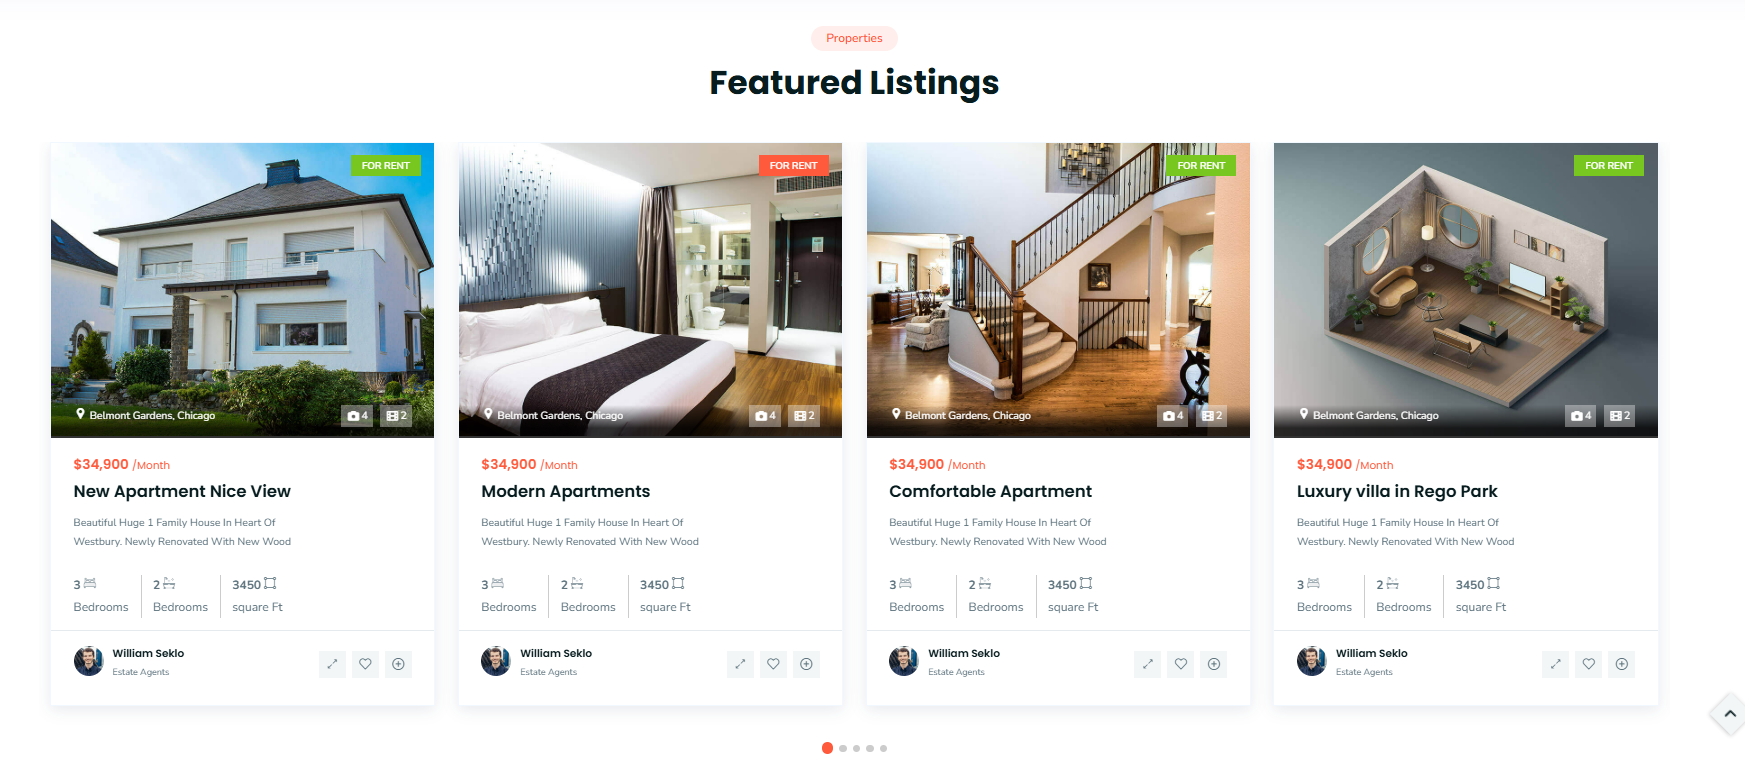 Properties
Featured Listings
FOR RENT
Belmont Gardens, Chicago
4
2
$34,900 /Month
New Apartment Nice View
Beautiful Huge 1 Family House In Heart Of
Westbury. Newly Renovated With New Wood
3
2
3450
Bedrooms
Bedrooms
square Ft
William Seklo
Estate Agents
FOR RENT
Belmont Gardens, Chicago
4
2
$34,900 /Month
Modern Apartments
Beautiful Huge 1 Family House In Heart Of
Westbury. Newly Renovated With New Wood
3
2
3450
Bedrooms
Bedrooms
square Ft
William Seklo
Estate Agents
FOR RENT
Belmont Gardens, Chicago
4
2
$34,900 /Month
Comfortable Apartment
Beautiful Huge 1 Family House In Heart Of
Westbury. Newly Renovated With New Wood
3
2
3450
Bedrooms
Bedrooms
square Ft
William Seklo
Estate Agents
FOR RENT
Belmont Gardens, Chicago
4
2
$34,900 /Month
Luxury villa in Rego Park
Beautiful Huge 1 Family House In Heart Of
Westbury. Newly Renovated With New Wood
3
2
3450
Bedrooms
Bedrooms
square Ft
William Seklo
Estate Agents